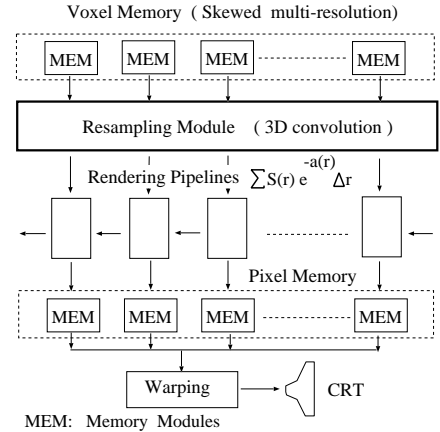 Voxel Memory ( Skewed multi-resolution)
MEM MEM MEM MEM
Resampling Module ( 3D convolution )
Rendering Pipelines ∑S(r) e^-a(r) Δr
Pixel Memory
MEM MEM MEM MEM
Warping
CRT
MEM: Memory Modules